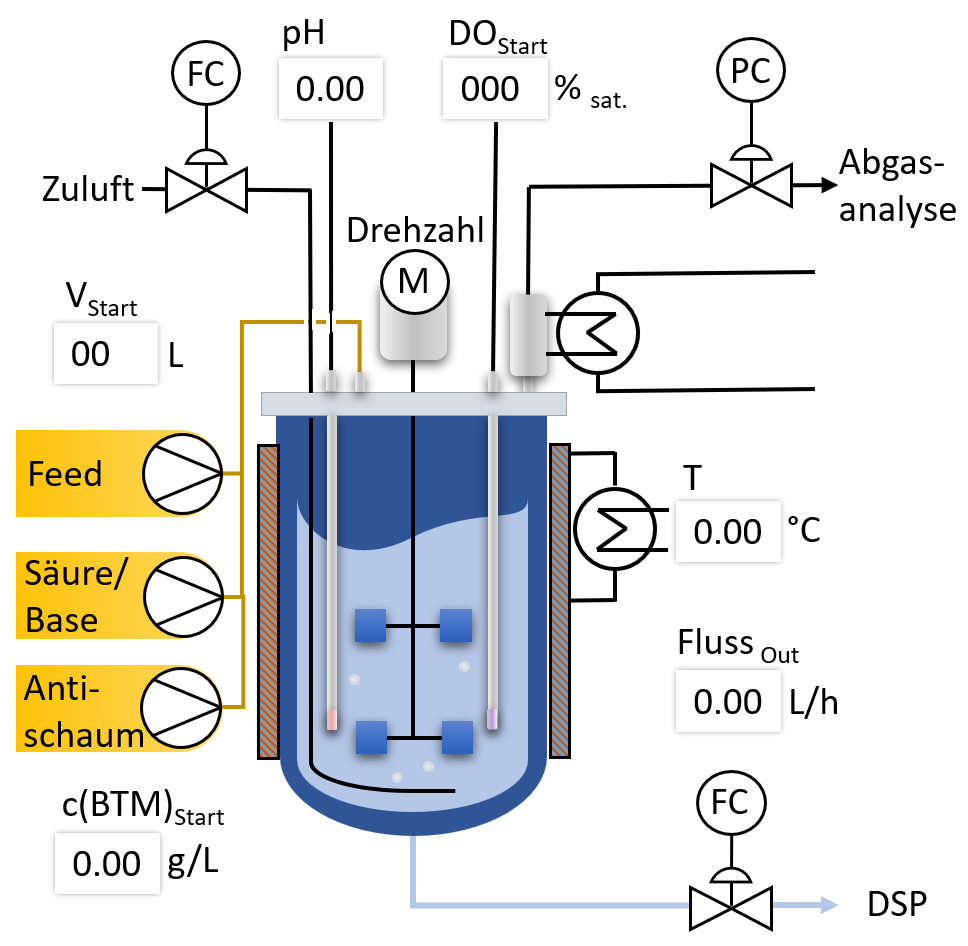 pH
0.00
DO Start
000 % sat.
FC
PC
Zuluft
Abgas-
analyse
Drehzahl
M
V Start
00 L
Feed
Säure/
Base
Anti-
schaum
T
0.00 °C
Fluss Out
0.00 L/h
c(BTM) Start
0.00 g/L
FC
DSP